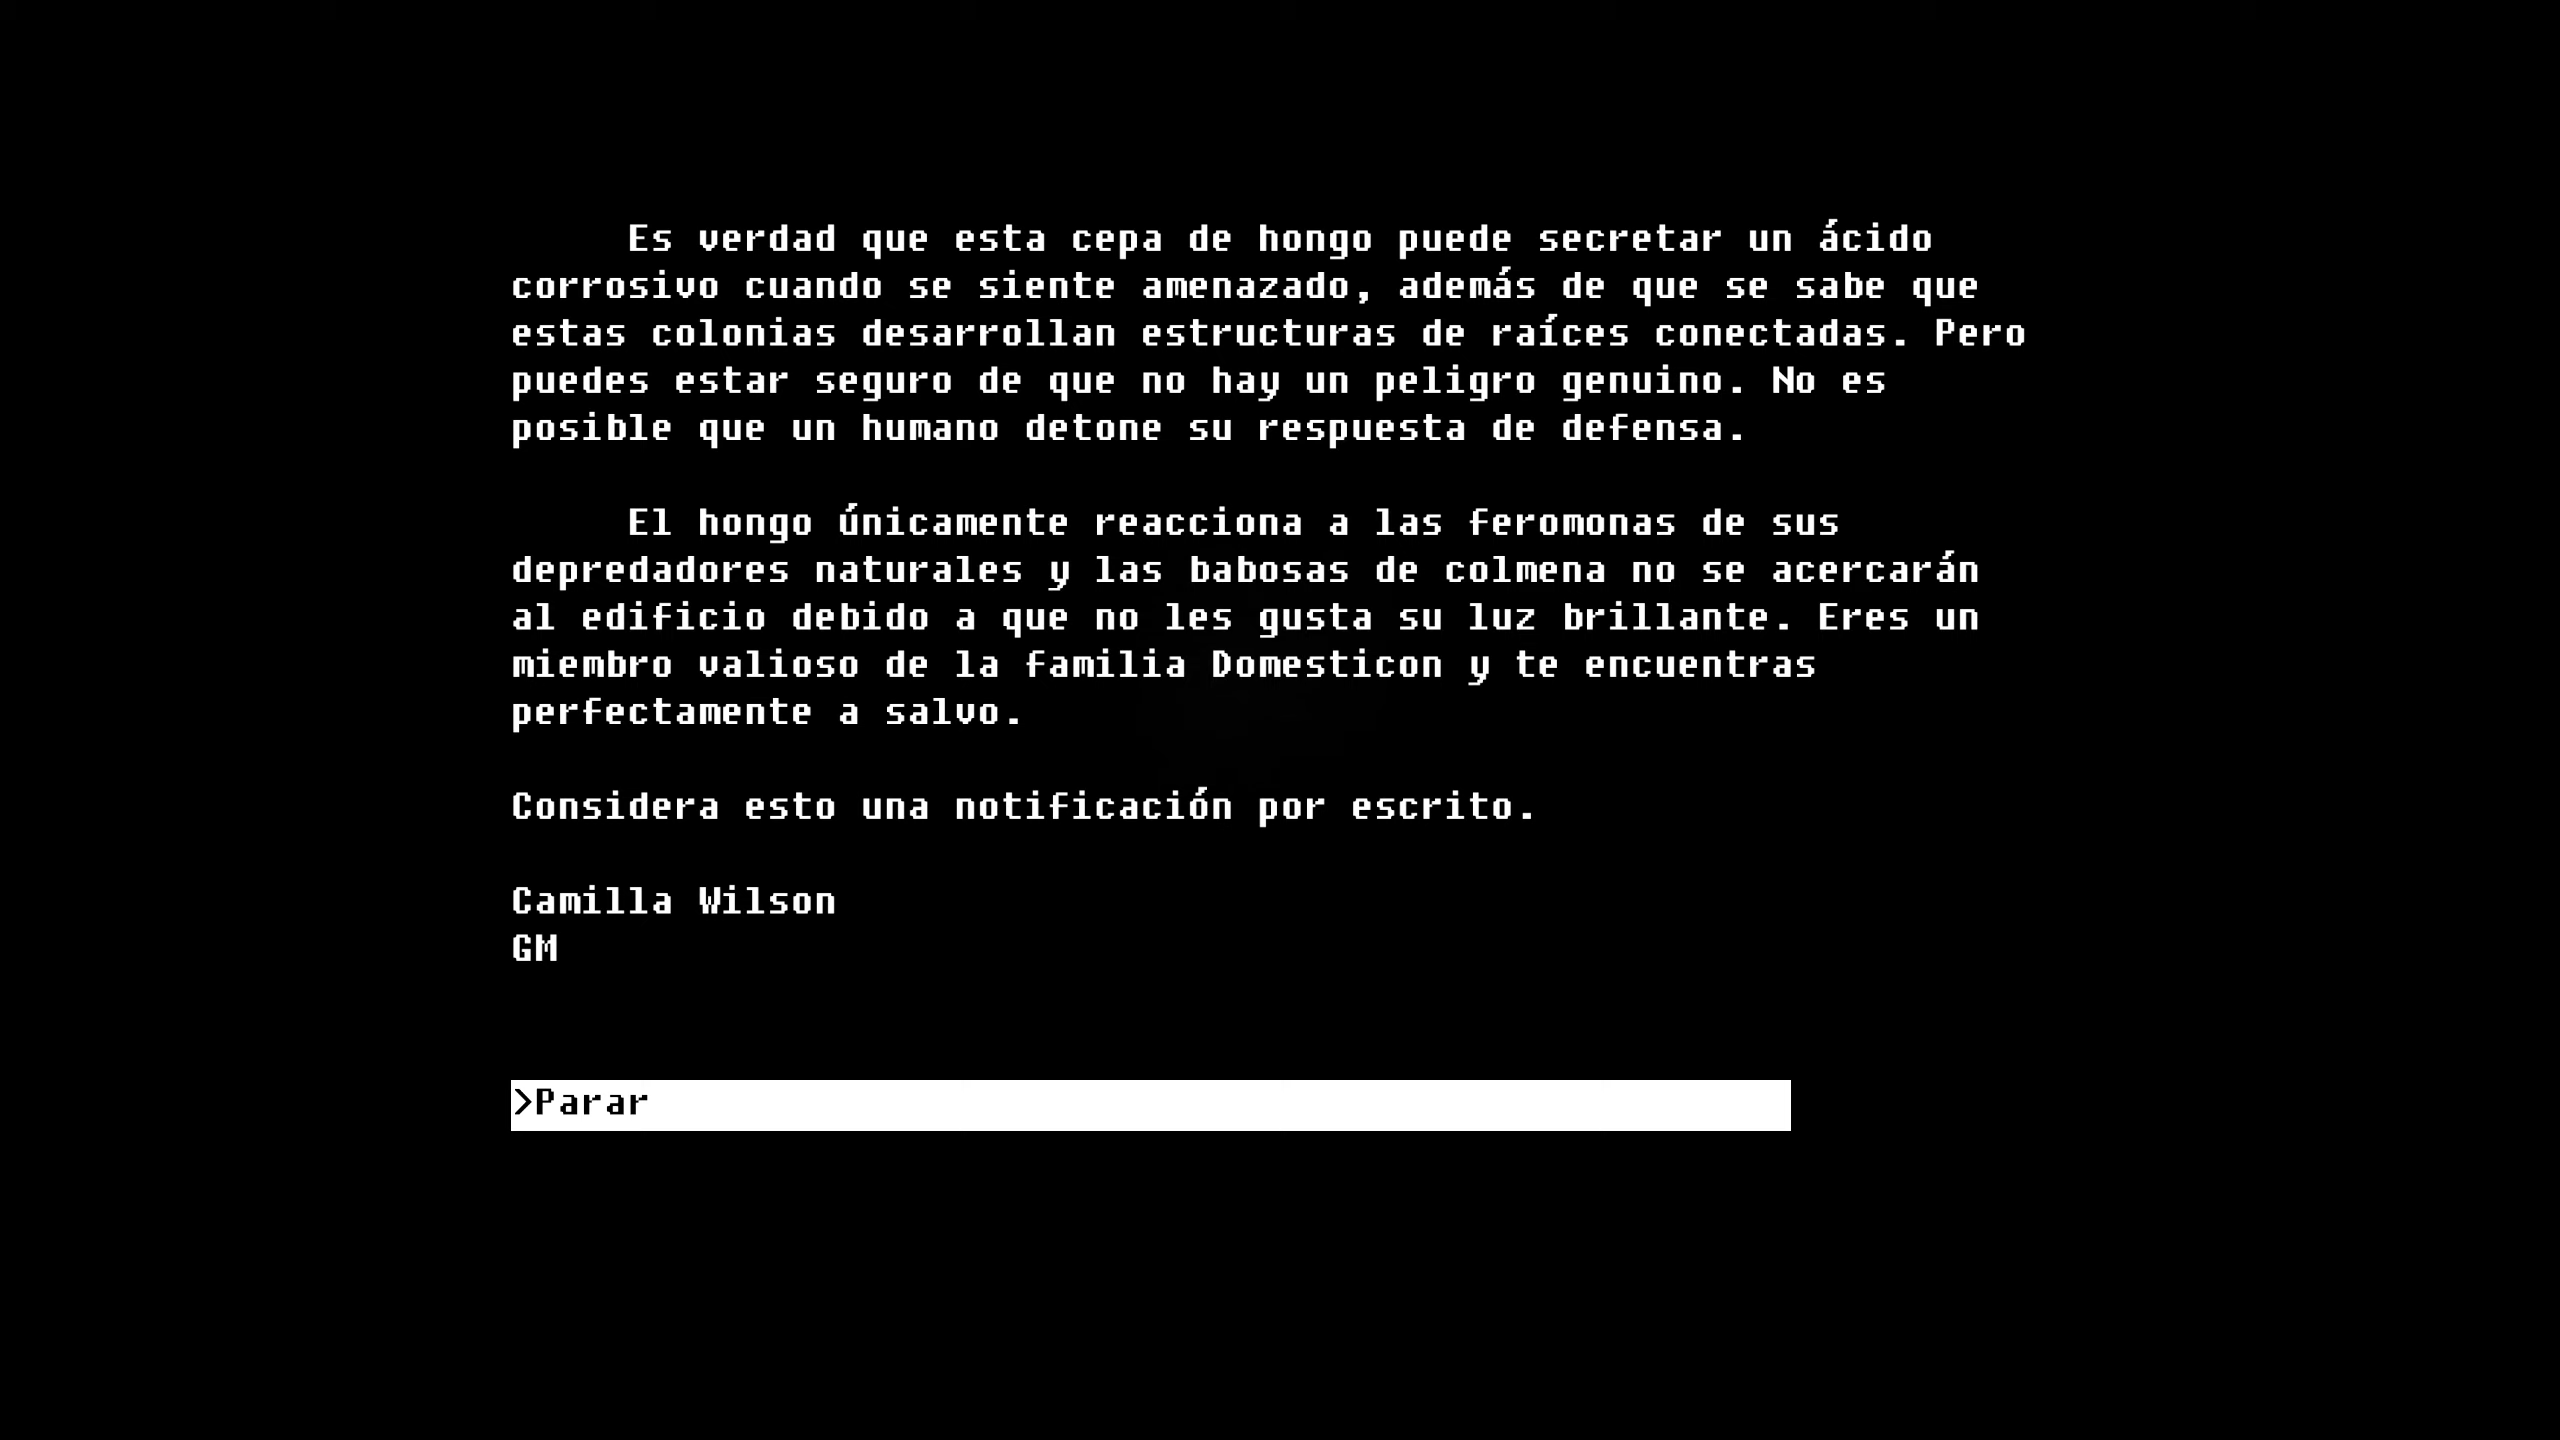 Es verdad que esta cepa de hongo puede secretar un ácido
corrosivo cuando se siente amenazado, además de que se sabe que
estas colonias desarrollan estructuras de raíces conectadas. Pero
puedes estar seguro de que no hay un peligro genuino. No es
posible que un humano detone su respuesta de defensa.
El hongo únicamente reacciona a las feromonas de sus
depredadores naturales y las babosas de colmena no se acercarán
al edificio debido a que no les gusta su luz brillante. Eres un
miembro valioso de la familia Domesticon y te encuentras
perfectamente a salvo.
Considera esto una notificación por escrito.
Camilla Wilson
GM
>Parar